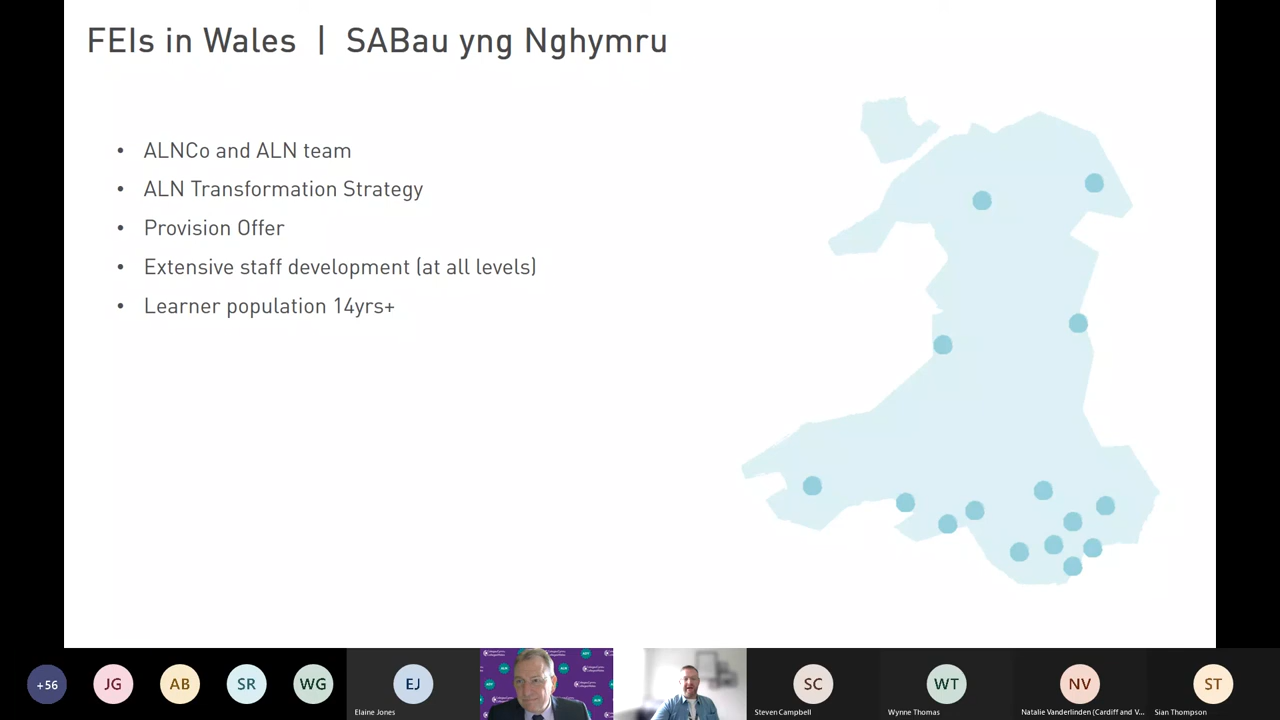 FEIs in Wales | SABau yng Nghymru
• ALNCo and ALN team
• ALN Transformation Strategy
• Provision Offer
• Extensive staff development (at all levels)
• Learner population 14yrs+
+56
JG
AB
SR
WG
EJ
SC
WT
NV
ST
Elaine Jones
Steven Campbell
Wynne Thomas
Natalie Vanderlinden (Cardiff and V...
Sian Thompson